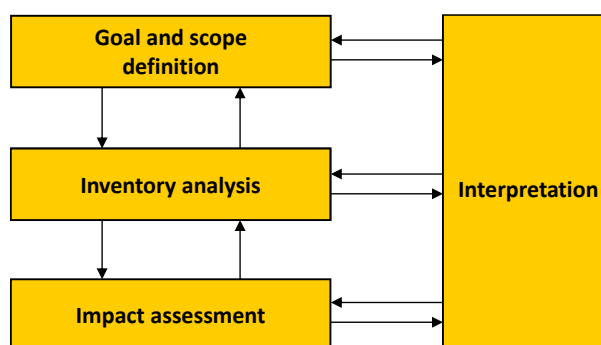 Goal and scope
definition
Inventory analysis
Interpretation
Impact assessment